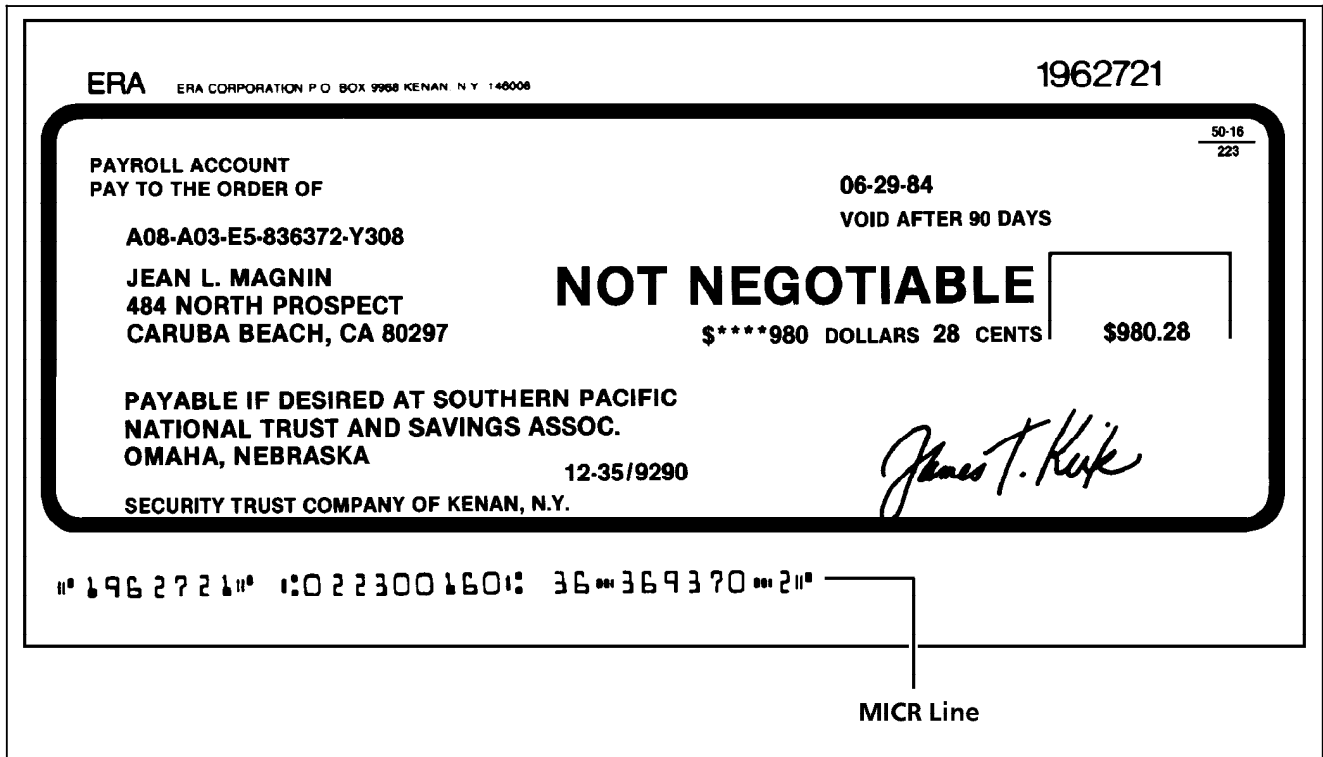 ERA ERA CORPORATION P O BOX 9968 KENAN N Y 146006
1962721
50-16
223
PAYROLL ACCOUNT
PAY TO THE ORDER OF
06-29-84
VOID AFTER 90 DAYS
A08-A03-E5-836372-Y308
JEAN L. MAGNIN
484 NORTH PROSPECT
CARUBA BEACH, CA 80297
NOT NEGOTIABLE
$****980 DOLLARS 28 CENTS
$980.28
PAYABLE IF DESIRED AT SOUTHERN PACIFIC
NATIONAL TRUST AND SAVINGS ASSOC.
OMAHA, NEBRASKA
12-35/9290
James T. Kirk
SECURITY TRUST COMPANY OF KENAN, N.Y.
⑈1962721⑈ ⑆022300160⑆ 36⑉369370⑉2⑈
MICR Line